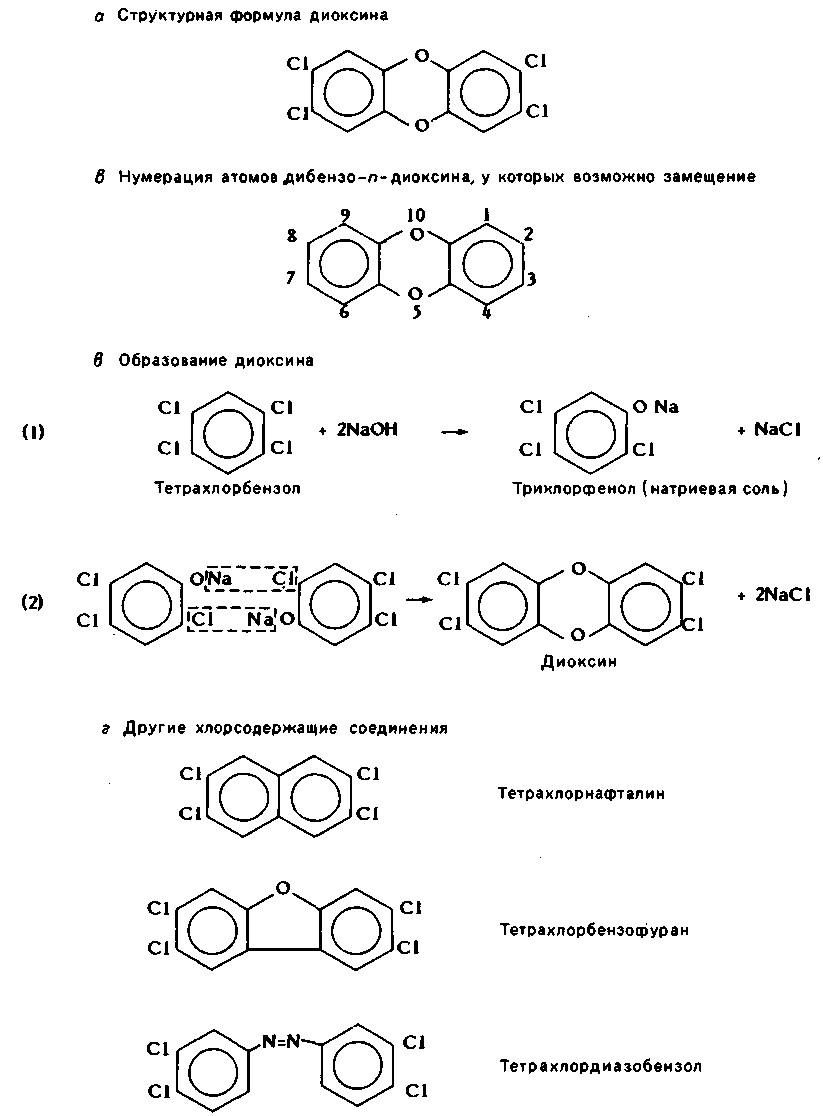 а Структурная формула диоксина
Cl O Cl
Cl O Cl
в Нумерация атомов дибензо-п-диоксина, у которых возможно замещение
9 10 1
8 O 2
7 O 3
6 5 4
в Образование диоксина
(1) Cl Cl + 2NaOH → Cl O Na + NaCl
Cl Cl Cl Cl
Тетрахлорбензол Трихлорфенол (натриевая соль)
(2) Cl ONa Cl Cl → Cl O Cl + 2NaCl
Cl Cl NaO Cl Cl O Cl
Диоксин
г Другие хлорсодержащие соединения
Cl Cl
Cl Cl
Тетрахлорнафталин
O
Cl Cl
Cl Cl
Тетрахлорбензофуран
N=N
Cl Cl
Cl Cl
Тетрахлордиазобензол